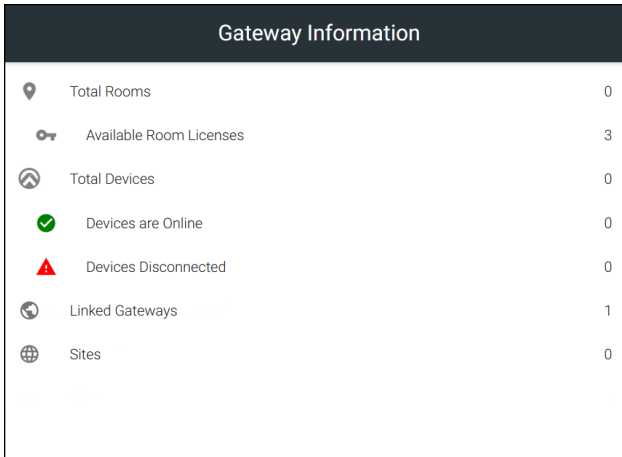 Gateway Information
Total Rooms 0
Available Room Licenses 3
Total Devices 0
Devices are Online 0
Devices Disconnected 0
Linked Gateways 1
Sites 0